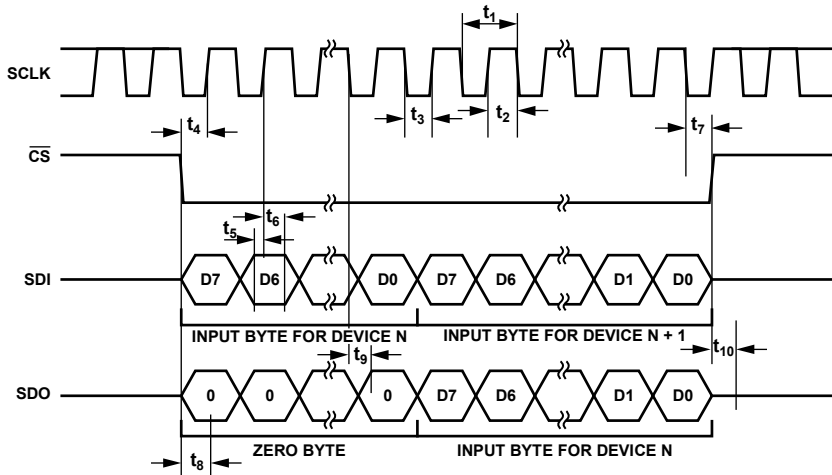 t1
SCLK
t4
t3
t2
t7
CS
t6
t5
SDI
D7
D6
D0
D7
D6
D1
D0
INPUT BYTE FOR DEVICE N
INPUT BYTE FOR DEVICE N + 1
t9
t10
SDO
0
0
0
D7
D6
D1
D0
ZERO BYTE
INPUT BYTE FOR DEVICE N
t8